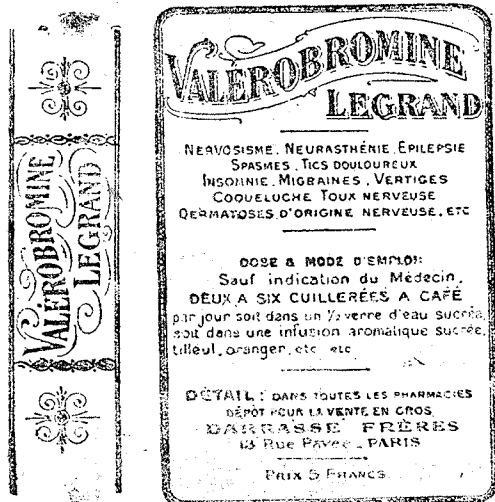 VALÉROBROMINE
LEGRAND
VALÉROBROMINE
LEGRAND
NERVOSISME. NEURASTHÉNIE. EPILEPSIE
SPASMES. TICS DOULOUREUX
INSOMNIE. MIGRAINES. VERTIGES
COQUELUCHE TOUX NERVEUSE
DERMATOSES D'ORIGINE NERVEUSE, ETC
DOSE & MODE D'EMPLOI:
Sauf indication du Médecin,
DEUX A SIX CUILLERÉES A CAFÉ
par jour soit dans un ½ verre d'eau sucrée,
soit dans une infusion aromatique sucrée,
tilleul, oranger, etc etc
DÉTAIL: DANS TOUTES LES PHARMACIES
DÉPÔT POUR LA VENTE EN GROS
DARRASSE FRÈRES
13 Rue Pavée, PARIS
PRIX 5 FRANCS